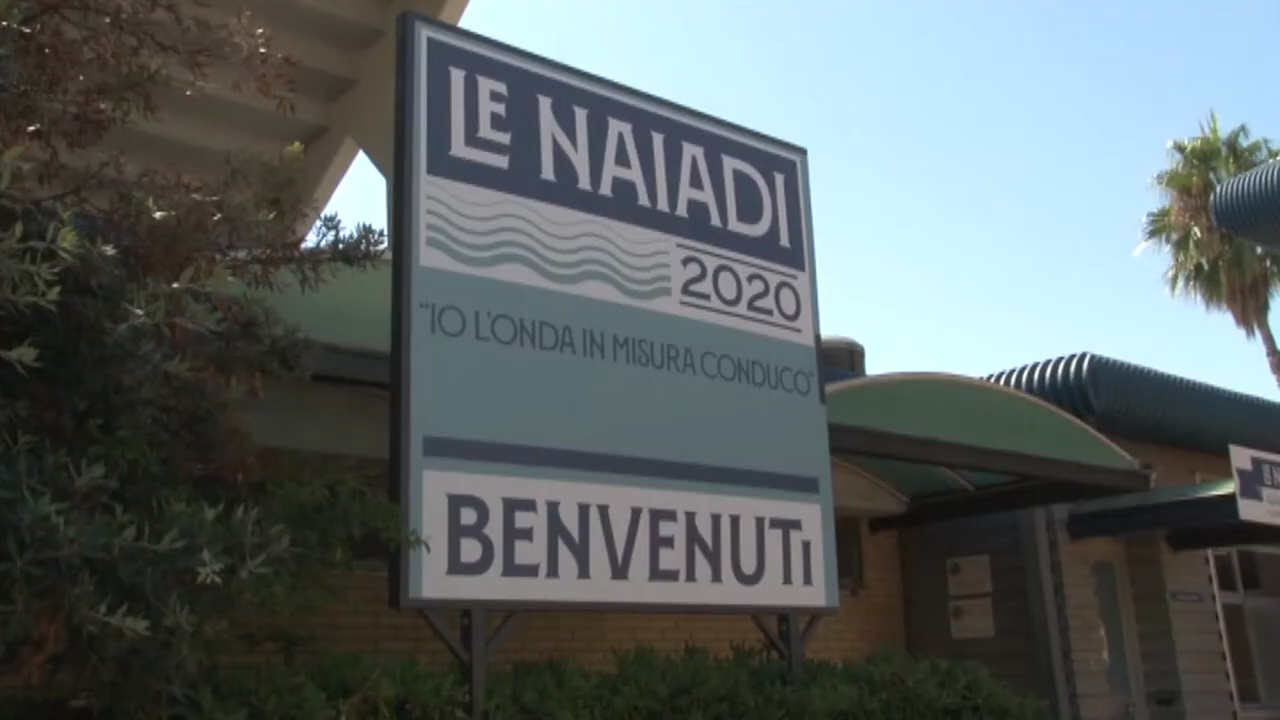 LE NAIADI
2020
"IO L'ONDA IN MISURA CONDUCO"
BENVENUTI